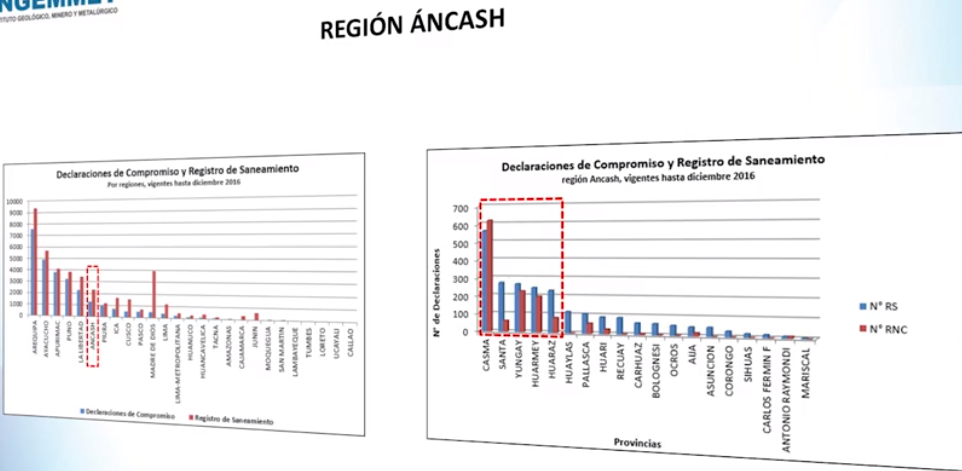 INGEMMET
INSTITUTO GEOLÓGICO, MINERO Y METALÚRGICO
REGIÓN ÁNCASH
Declaraciones de Compromiso y Registro de Saneamiento
Por regiones, vigentes hasta diciembre 2016
10000
9000
8000
7000
6000
5000
4000
3000
2000
1000
0
AREQUIPA
AYACUCHO
APURIMAC
PUNO
LA LIBERTAD
ANCASH
PIURA
ICA
CUSCO
PASCO
MADRE DE DIOS
LIMA
LIMA-METROPOLITANA
HUANUCO
HUANCAVELICA
TACNA
AMAZONAS
CAJAMARCA
JUNIN
MOQUEGUA
SAN MARTIN
LAMBAYEQUE
TUMBES
LORETO
UCAYALI
CALLAO
Declaraciones de Compromiso
Registro de Saneamiento
Declaraciones de Compromiso y Registro de Saneamiento
región Ancash, vigentes hasta diciembre 2016
N° de Declaraciones
700
600
500
400
300
200
100
0
CASMA
SANTA
YUNGAY
HUARMEY
HUARAZ
HUAYLAS
PALLASCA
HUARI
RECUAY
CARHUAZ
BOLOGNESI
OCROS
AIJA
ASUNCION
CORONGO
SIHUAS
CARLOS FERMIN F
ANTONIO RAYMONDI
MARISCAL
Provincias
N° RS
N° RNC